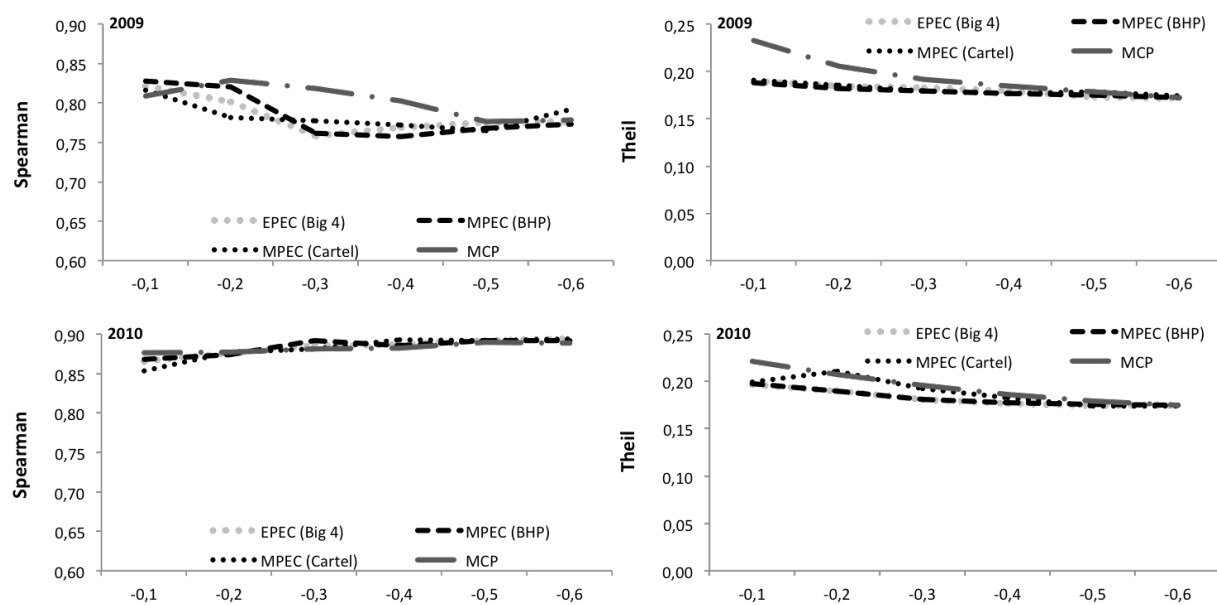 2009
Spearman
0,90
0,85
0,80
0,75
0,70
0,65
0,60
EPEC (Big 4)
MPEC (BHP)
MPEC (Cartel)
MCP
-0,1 -0,2 -0,3 -0,4 -0,5 -0,6
2009
Theil
0,25
0,20
0,15
0,10
0,05
0,00
EPEC (Big 4)
MPEC (BHP)
MPEC (Cartel)
MCP
-0,1 -0,2 -0,3 -0,4 -0,5 -0,6
2010
Spearman
0,90
0,85
0,80
0,75
0,70
0,65
0,60
EPEC (Big 4)
MPEC (BHP)
MPEC (Cartel)
MCP
-0,1 -0,2 -0,3 -0,4 -0,5 -0,6
2010
Theil
0,25
0,20
0,15
0,10
0,05
0,00
EPEC (Big 4)
MPEC (BHP)
MPEC (Cartel)
MCP
-0,1 -0,2 -0,3 -0,4 -0,5 -0,6